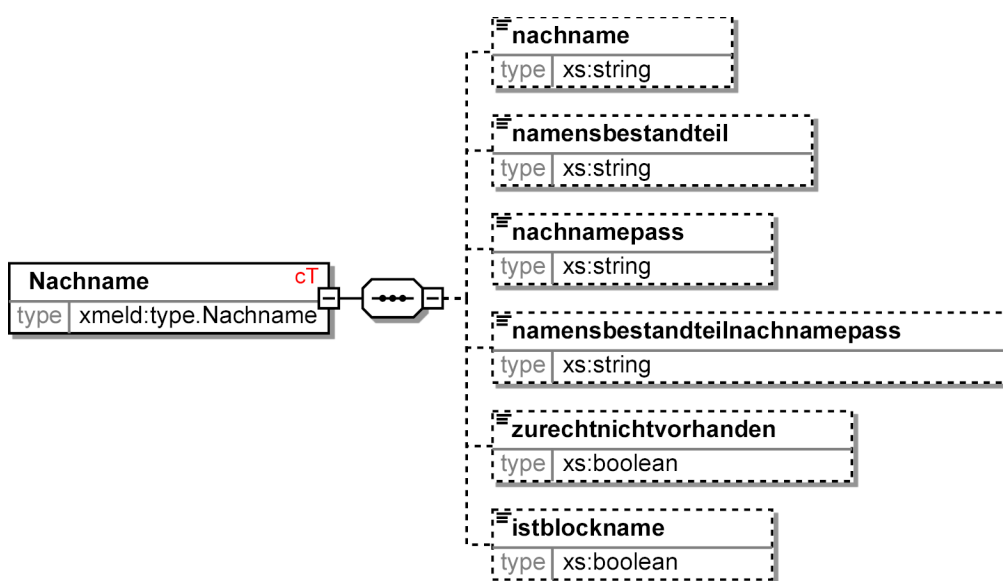 nachname
type xs:string
namensbestandteil
type xs:string
nachnamepass
type xs:string
Nachname cT
type xmeld:type.Nachname
namensbestandteilnachnamepass
type xs:string
zurechtnichtvorhanden
type xs:boolean
istblockname
type xs:boolean